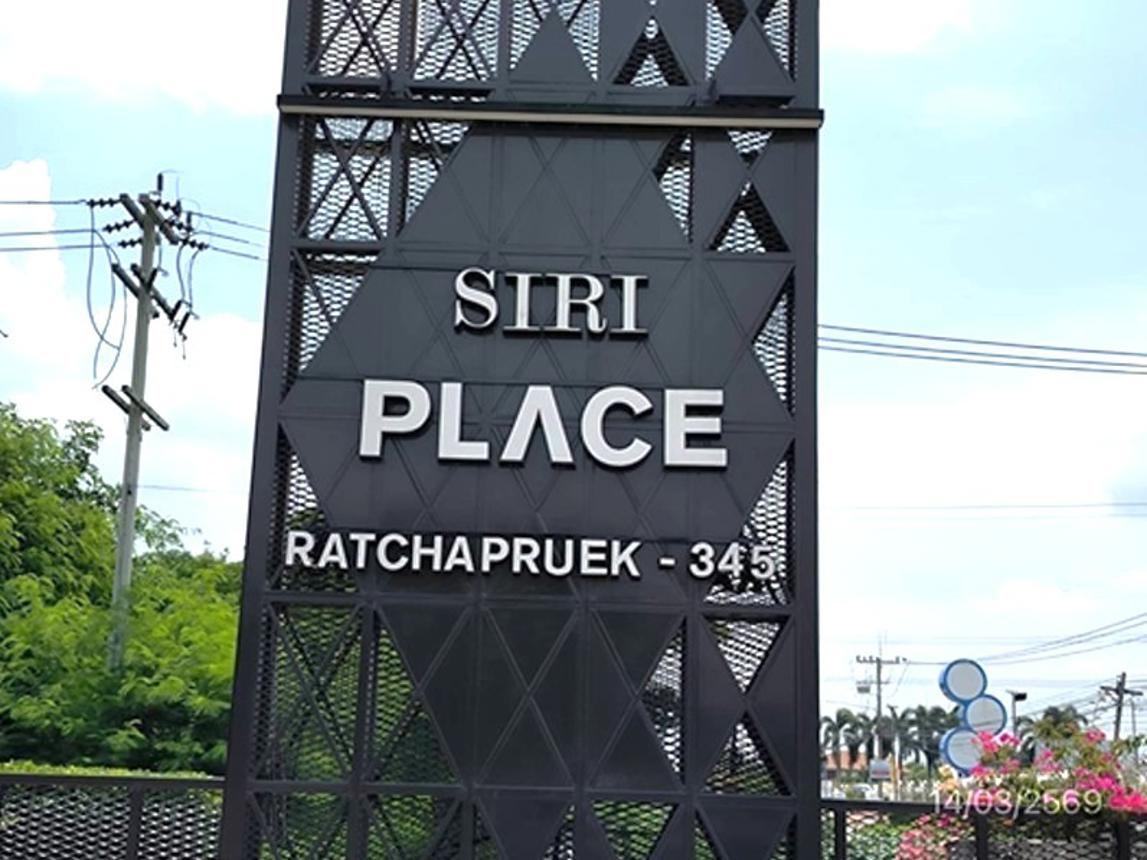 SIRI
PLACE
RATCHAPRUEK - 345
14/03/2569